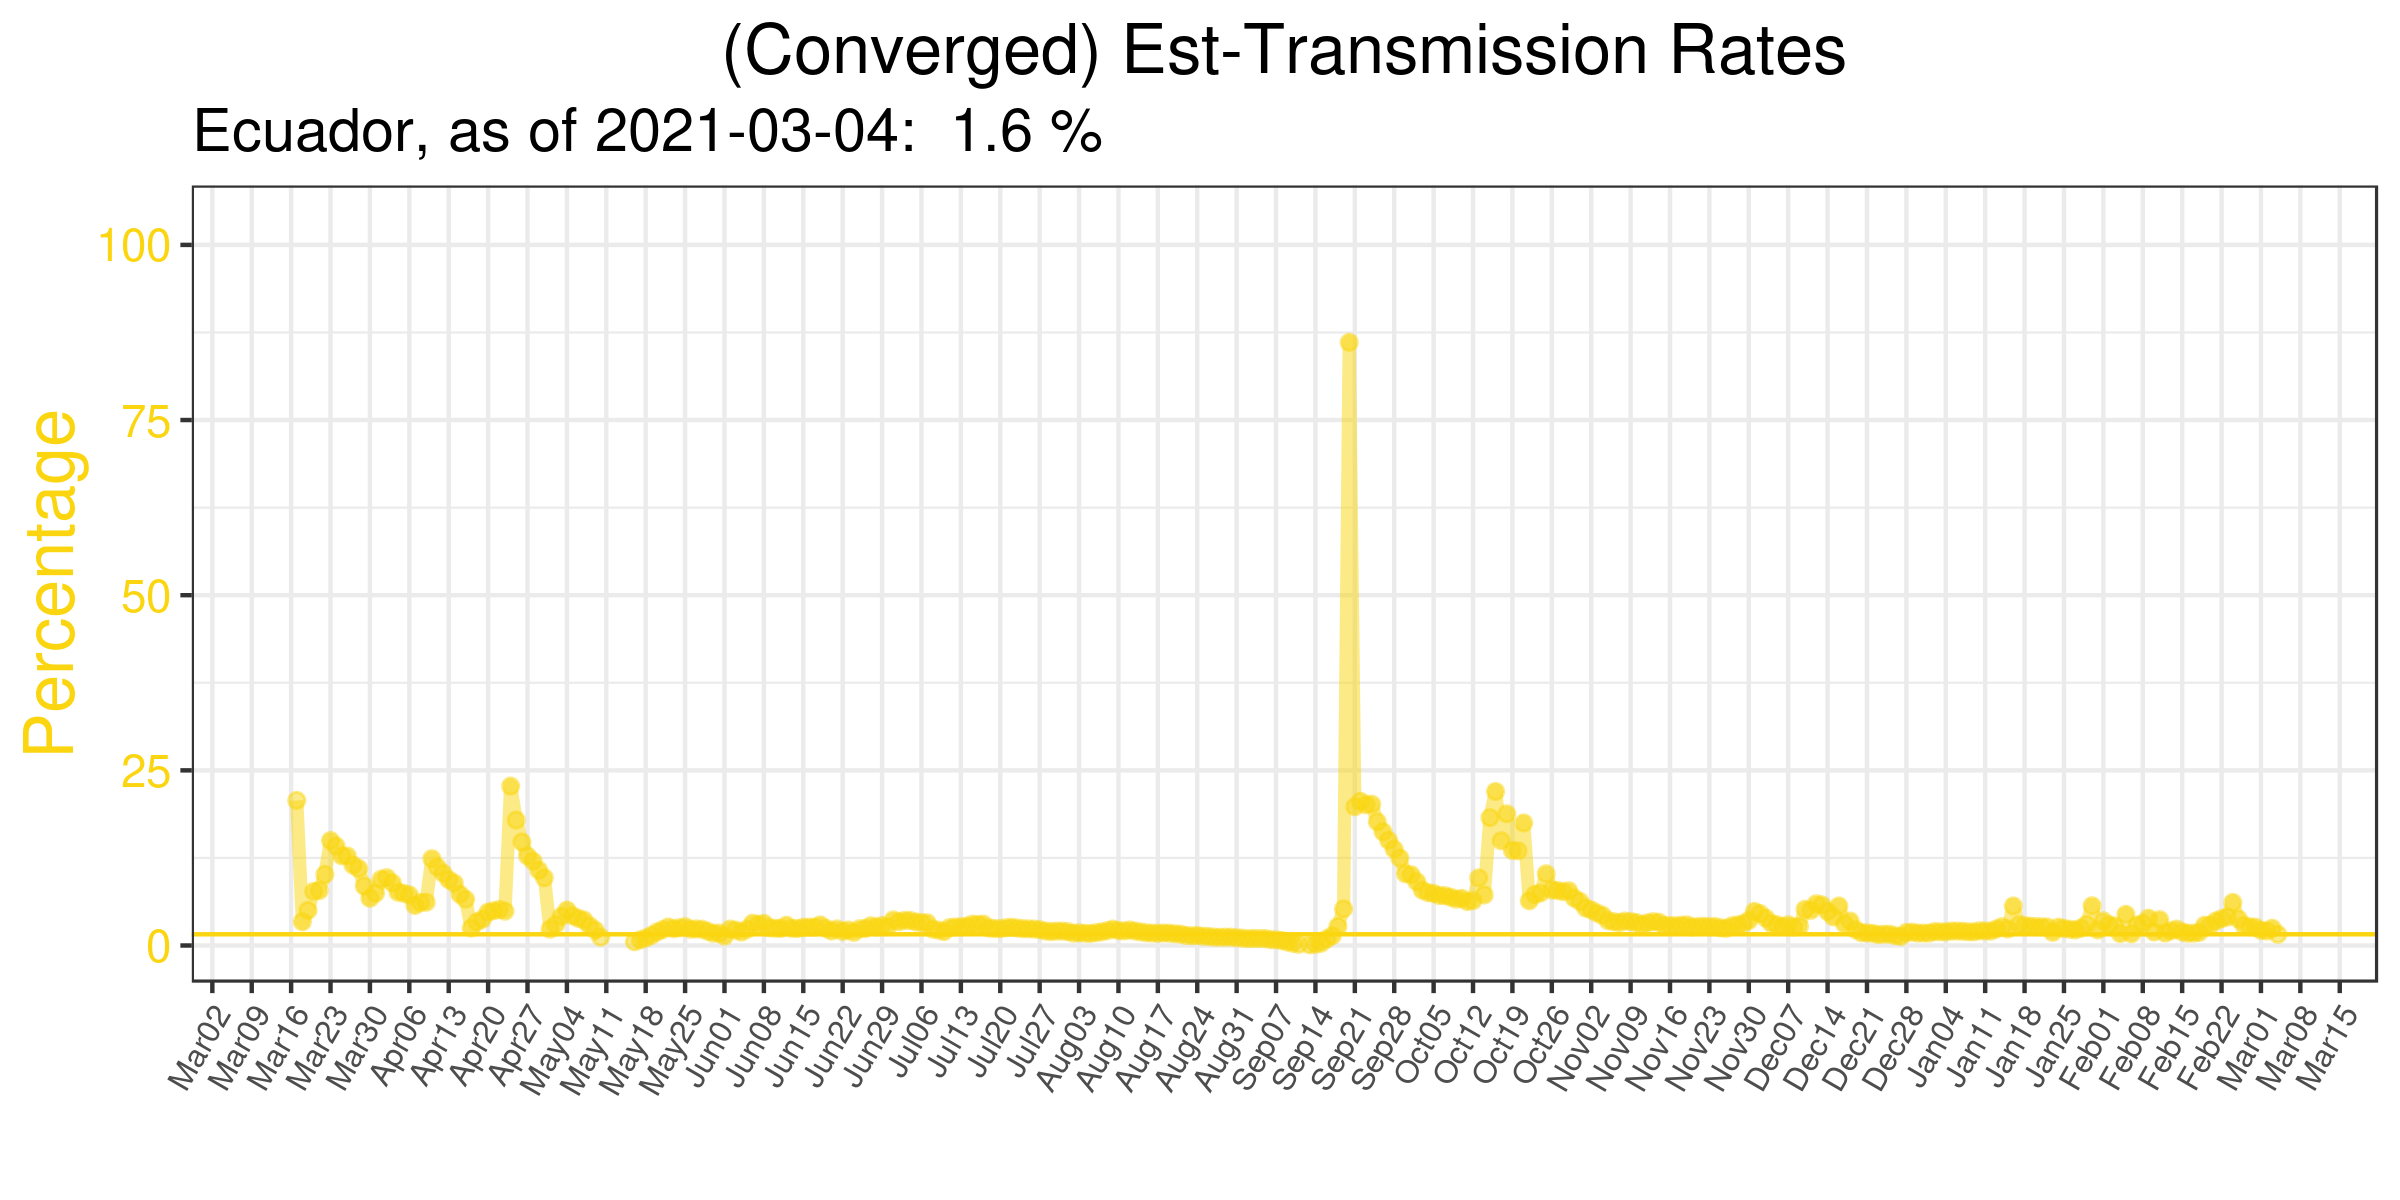 (Converged) Est-Transmission Rates
Ecuador, as of 2021-03-04:  1.6 %
Percentage
100
75
50
25
0
Mar02
Mar09
Mar16
Mar23
Mar30
Apr06
Apr13
Apr20
Apr27
May04
May11
May18
May25
Jun01
Jun08
Jun15
Jun22
Jun29
Jul06
Jul13
Jul20
Jul27
Aug03
Aug10
Aug17
Aug24
Aug31
Sep07
Sep14
Sep21
Sep28
Oct05
Oct12
Oct19
Oct26
Nov02
Nov09
Nov16
Nov23
Nov30
Dec07
Dec14
Dec21
Dec28
Jan04
Jan11
Jan18
Jan25
Feb01
Feb08
Feb15
Feb22
Mar01
Mar08
Mar15